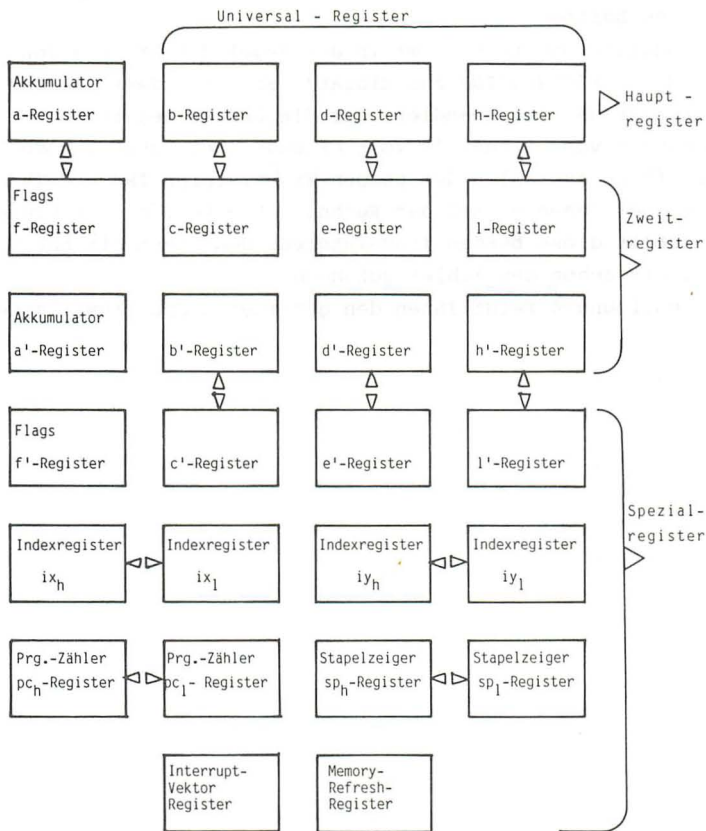 Universal - Register
Akkumulator
a-Register
b-Register
d-Register
h-Register
Haupt -
register
Flags
f-Register
c-Register
e-Register
l-Register
Zweit-
register
Akkumulator
a'-Register
b'-Register
d'-Register
h'-Register
Flags
f'-Register
c'-Register
e'-Register
l'-Register
Spezial-
register
Indexregister
ixh
Indexregister
ixl
Indexregister
iyh
Indexregister
iyl
Prg.-Zähler
pch-Register
Prg.-Zähler
pcl- Register
Stapelzeiger
sph-Register
Stapelzeiger
spl-Register
Interrupt-
Vektor
Register
Memory-
Refresh-
Register